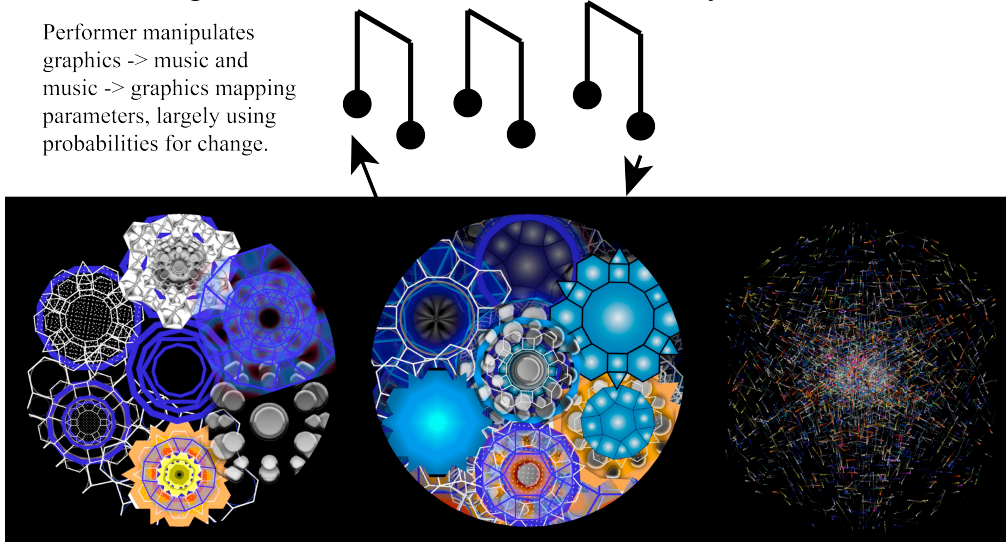 Performer manipulates
graphics -> music and
music -> graphics mapping
parameters, largely using
probabilities for change.